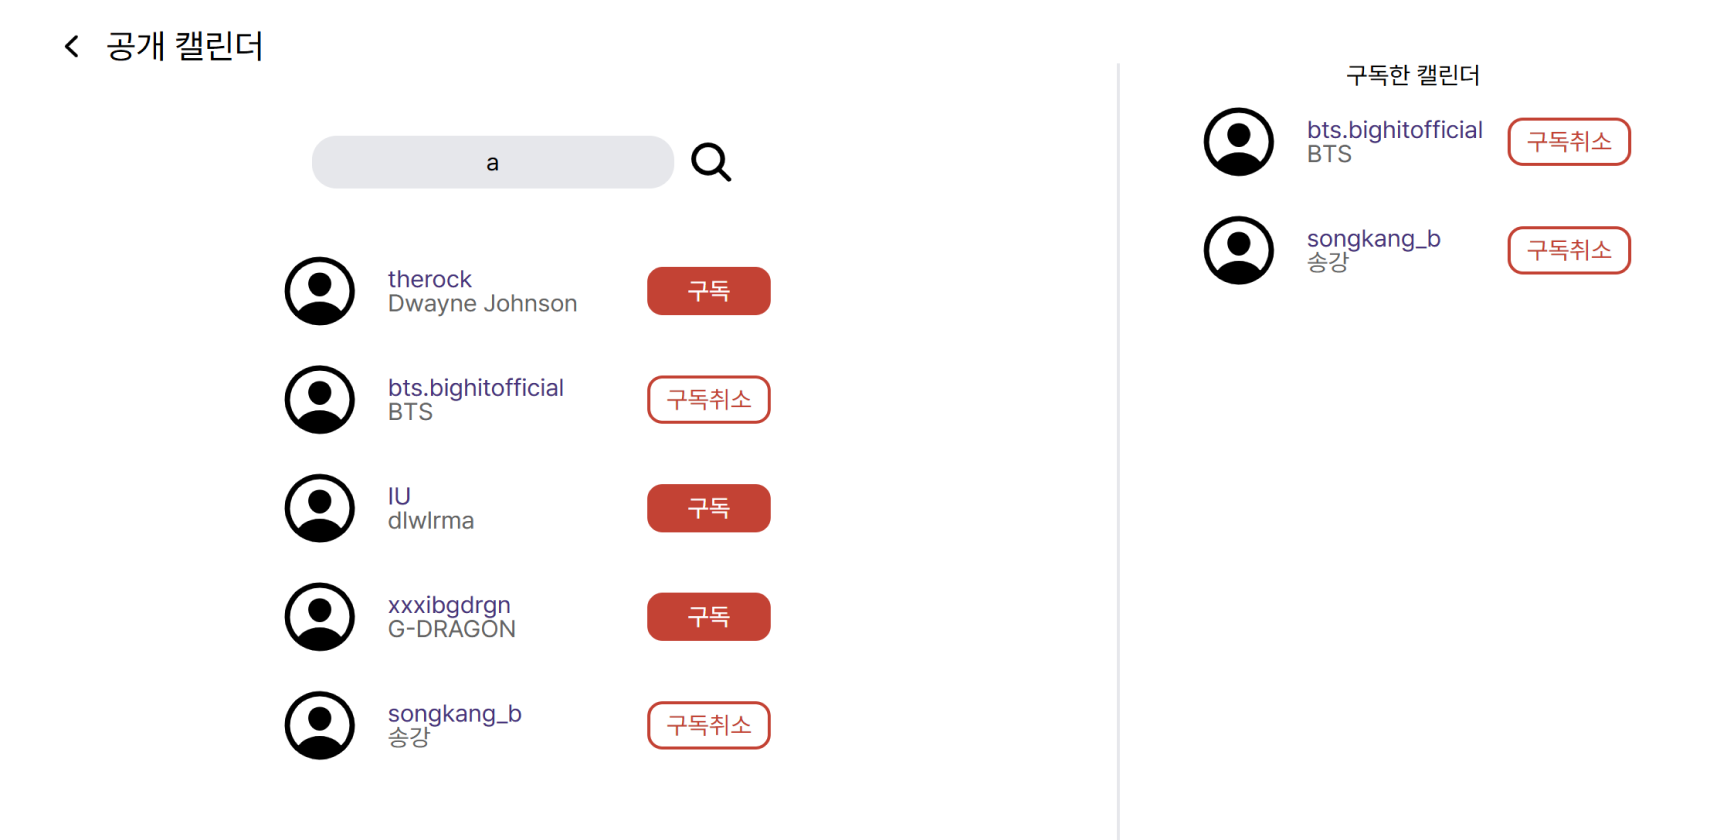 공개 캘린더
a
therock
Dwayne Johnson
구독
bts.bighitofficial
BTS
구독취소
IU
dlwlrma
구독
xxxibgdrgn
G-DRAGON
구독
songkang_b
송강
구독취소
구독한 캘린더
bts.bighitofficial
BTS
구독취소
songkang_b
송강
구독취소